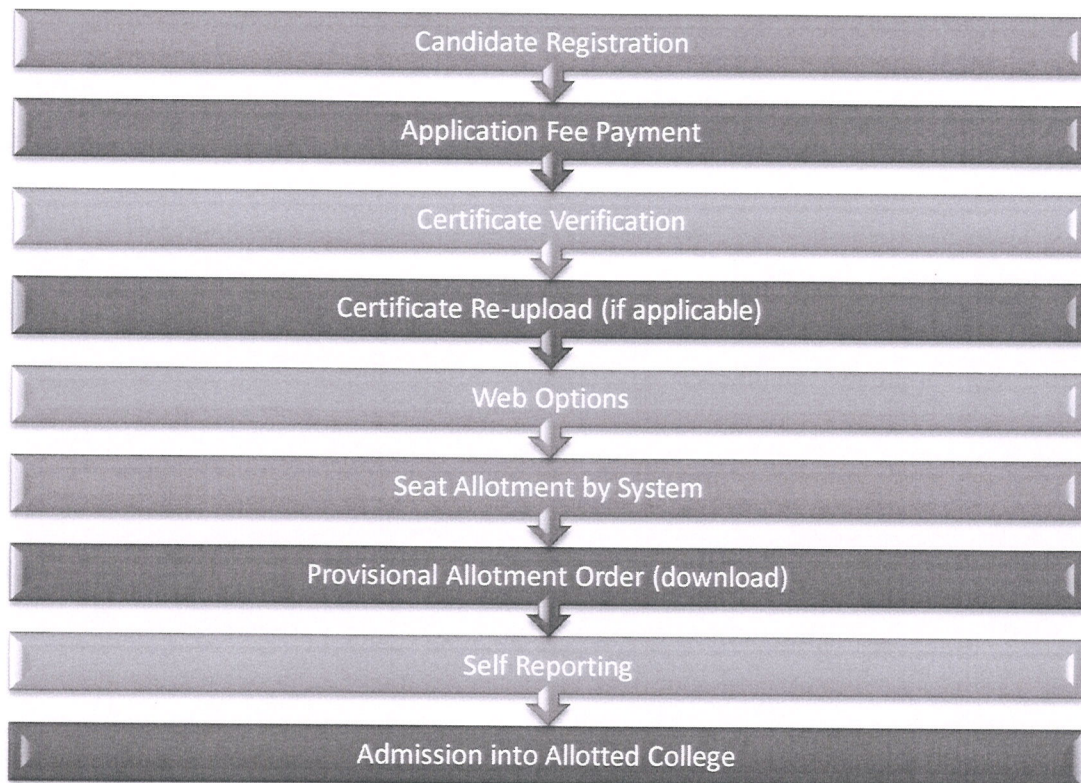 Candidate Registration
Application Fee Payment
Certificate Verification
Certificate Re-upload (if applicable)
Web Options
Seat Allotment by System
Provisional Allotment Order (download)
Self Reporting
Admission into Allotted College